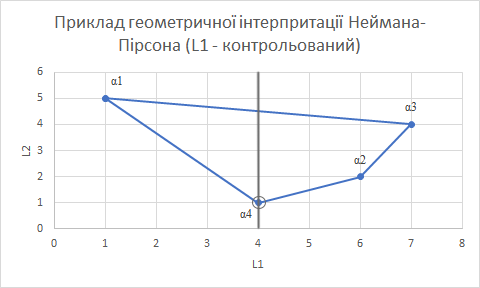 Приклад геометричної інтерпритації Неймана-
Пірсона (L1 - контрольований)
6
5
4
3
2
1
0
L2
α1
α3
α2
α4
0 1 2 3 4 5 6 7 8
L1